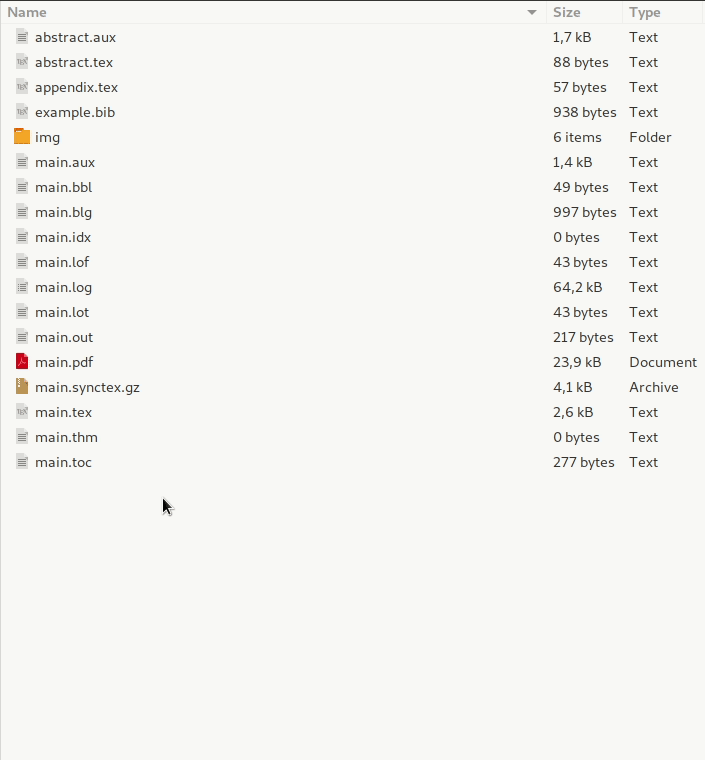 Name Size Type
abstract.aux 1,7 kB Text
abstract.tex 88 bytes Text
appendix.tex 57 bytes Text
example.bib 938 bytes Text
img 6 items Folder
main.aux 1,4 kB Text
main.bbl 49 bytes Text
main.blg 997 bytes Text
main.idx 0 bytes Text
main.lof 43 bytes Text
main.log 64,2 kB Text
main.lot 43 bytes Text
main.out 217 bytes Text
main.pdf 23,9 kB Document
main.synctex.gz 4,1 kB Archive
main.tex 2,6 kB Text
main.thm 0 bytes Text
main.toc 277 bytes Text